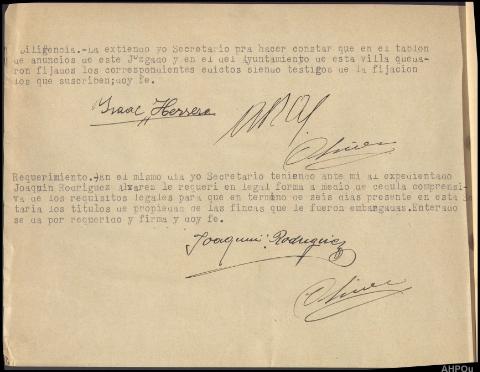 Diligencia.-La extiendo yo Secretario pra hacer constar que en el tablon
de anuncios de este Juzgado y en el del Ayuntamiento de esta villa queda-
ron fijados los correspondientes edictos siendo testigos de la fijacion
los que suscriben;doy fe.
Isaac Herrera
Requerimiento.-En el mismo dia yo Secretario teniendo ante mi al expedientado
Joaquin Rodriguez Alvarez le requeri en legal forma a medio de cedula comprensi-
va de los requisitos legales para que en termino de seis dias presente en esta Se
taria los titulos de propiedad de las fincas que le fueron embargadas.Enterado
se da por requerido y firma y doy fe.
Joaquin Rodriguez
AHPOu